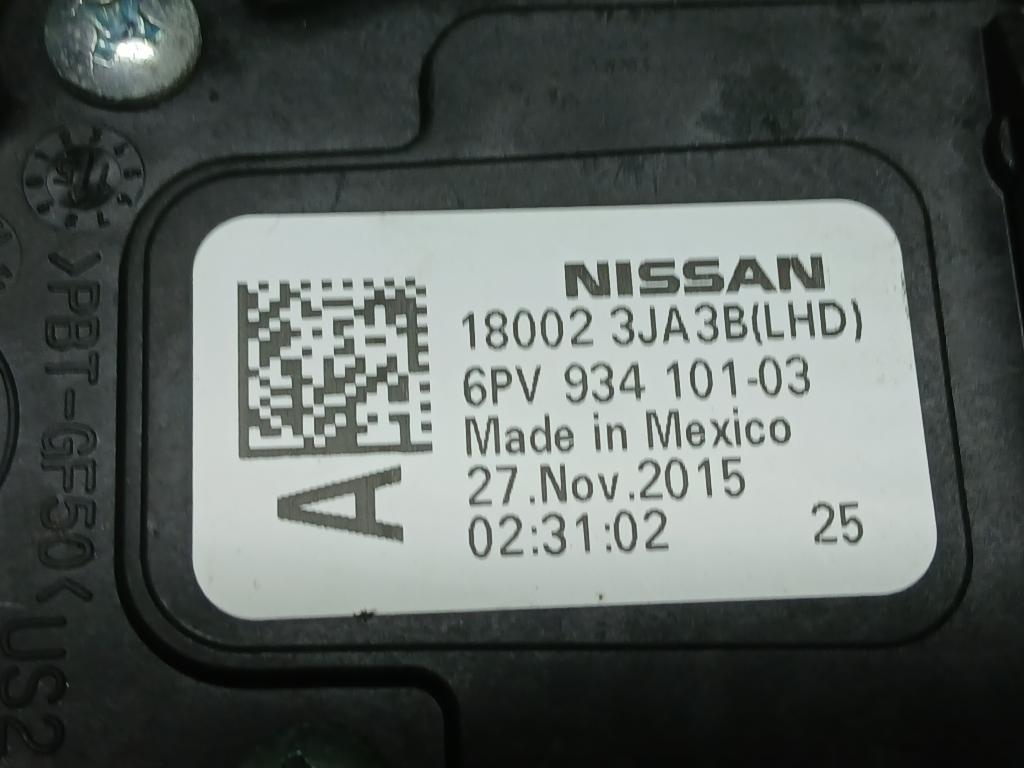 NISSAN
18002 3JA3B(LHD)
6PV 934 101-03
Made in Mexico
27.Nov.2015
02:31:02 25
A
>PBT-GF50< US2